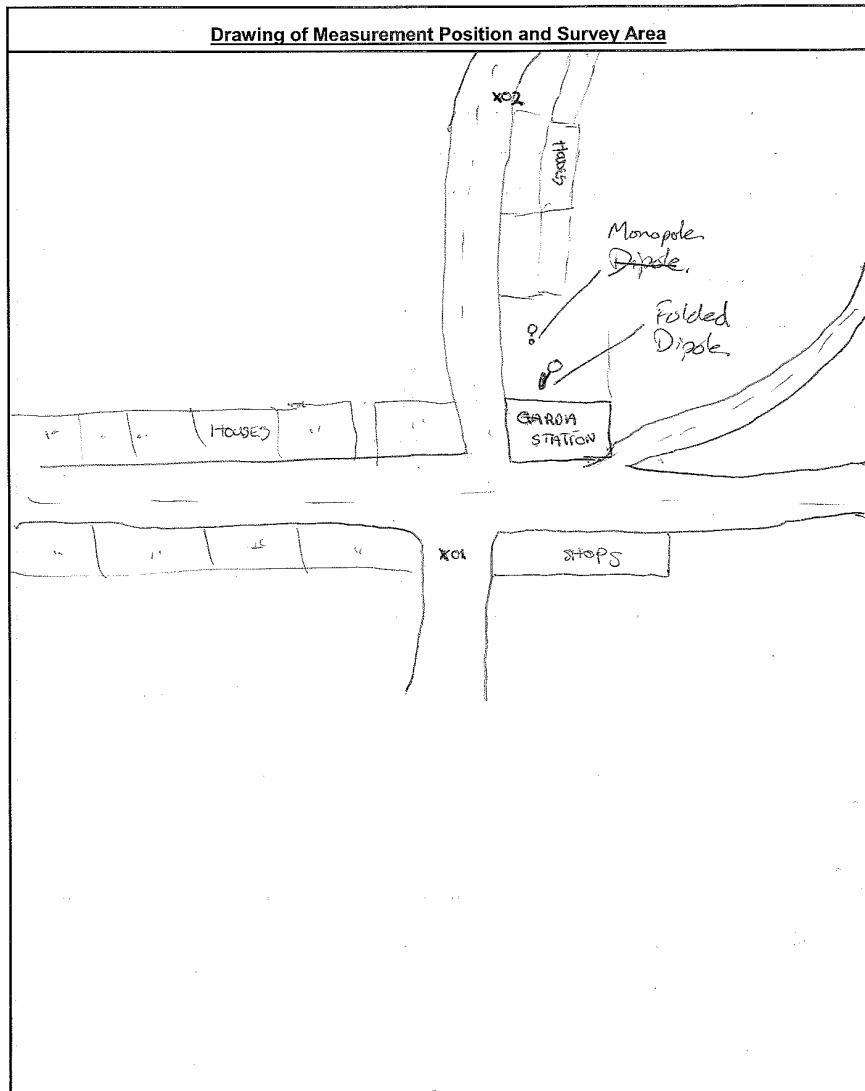 Drawing of Measurement Position and Survey Area
X02
Houses
Monopole
Dipole.
Folded
Dipole
GARDA
STATION
" " " HOUSES " "
" " " "
X01
SHOPS